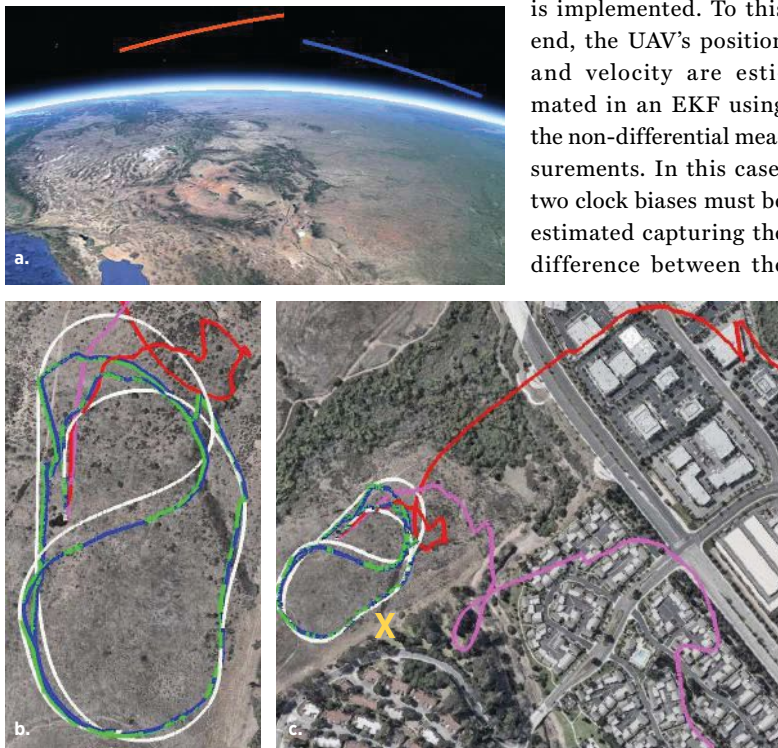 is implemented. To this
end, the UAV's position
and velocity are esti
mated in an EKF using
the non-differential mea
surements. In this case,
two clock biases must be
estimated capturing the
difference between the
a.
b.
X
c.